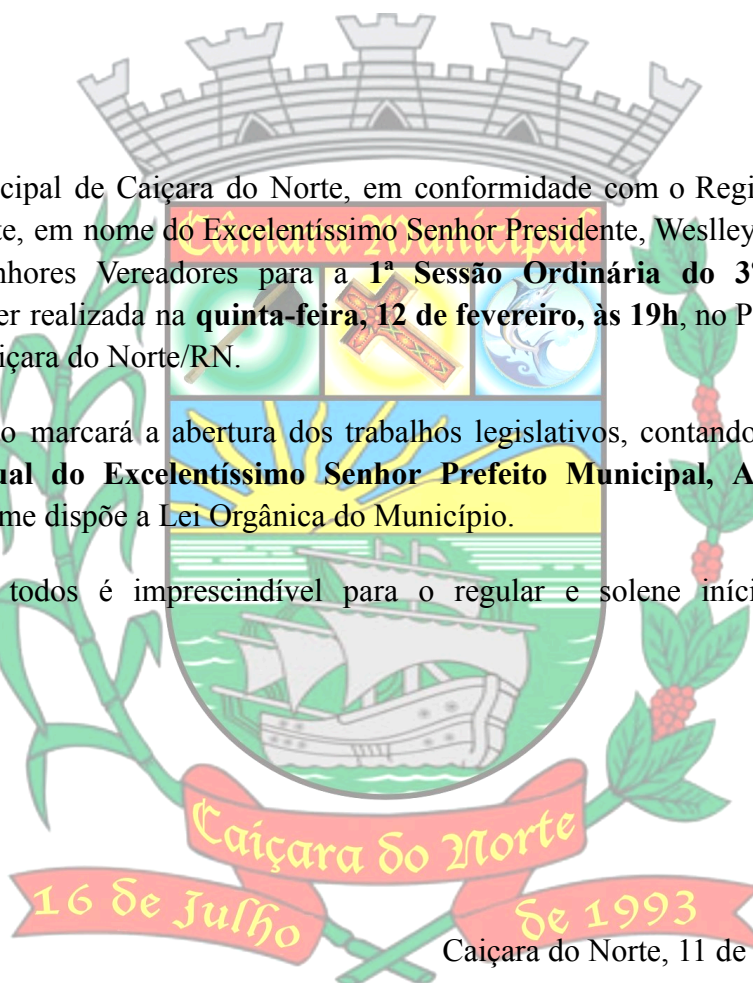 cipal de Caiçara do Norte, em conformidade com o Regi
te, em nome do Excelentíssimo Senhor Presidente, Weslley
Câmara Municipal
nhores Vereadores para a 1ª Sessão Ordinária do 3º
er realizada na quinta-feira, 12 de fevereiro, às 19h, no P
içara do Norte/RN.
o marcará a abertura dos trabalhos legislativos, contando
ual do Excelentíssimo Senhor Prefeito Municipal, A
me dispõe a Lei Orgânica do Município.
todos é imprescindível para o regular e solene iníci
Caiçara do Norte
16 de Julho de 1993
Caiçara do Norte, 11 de